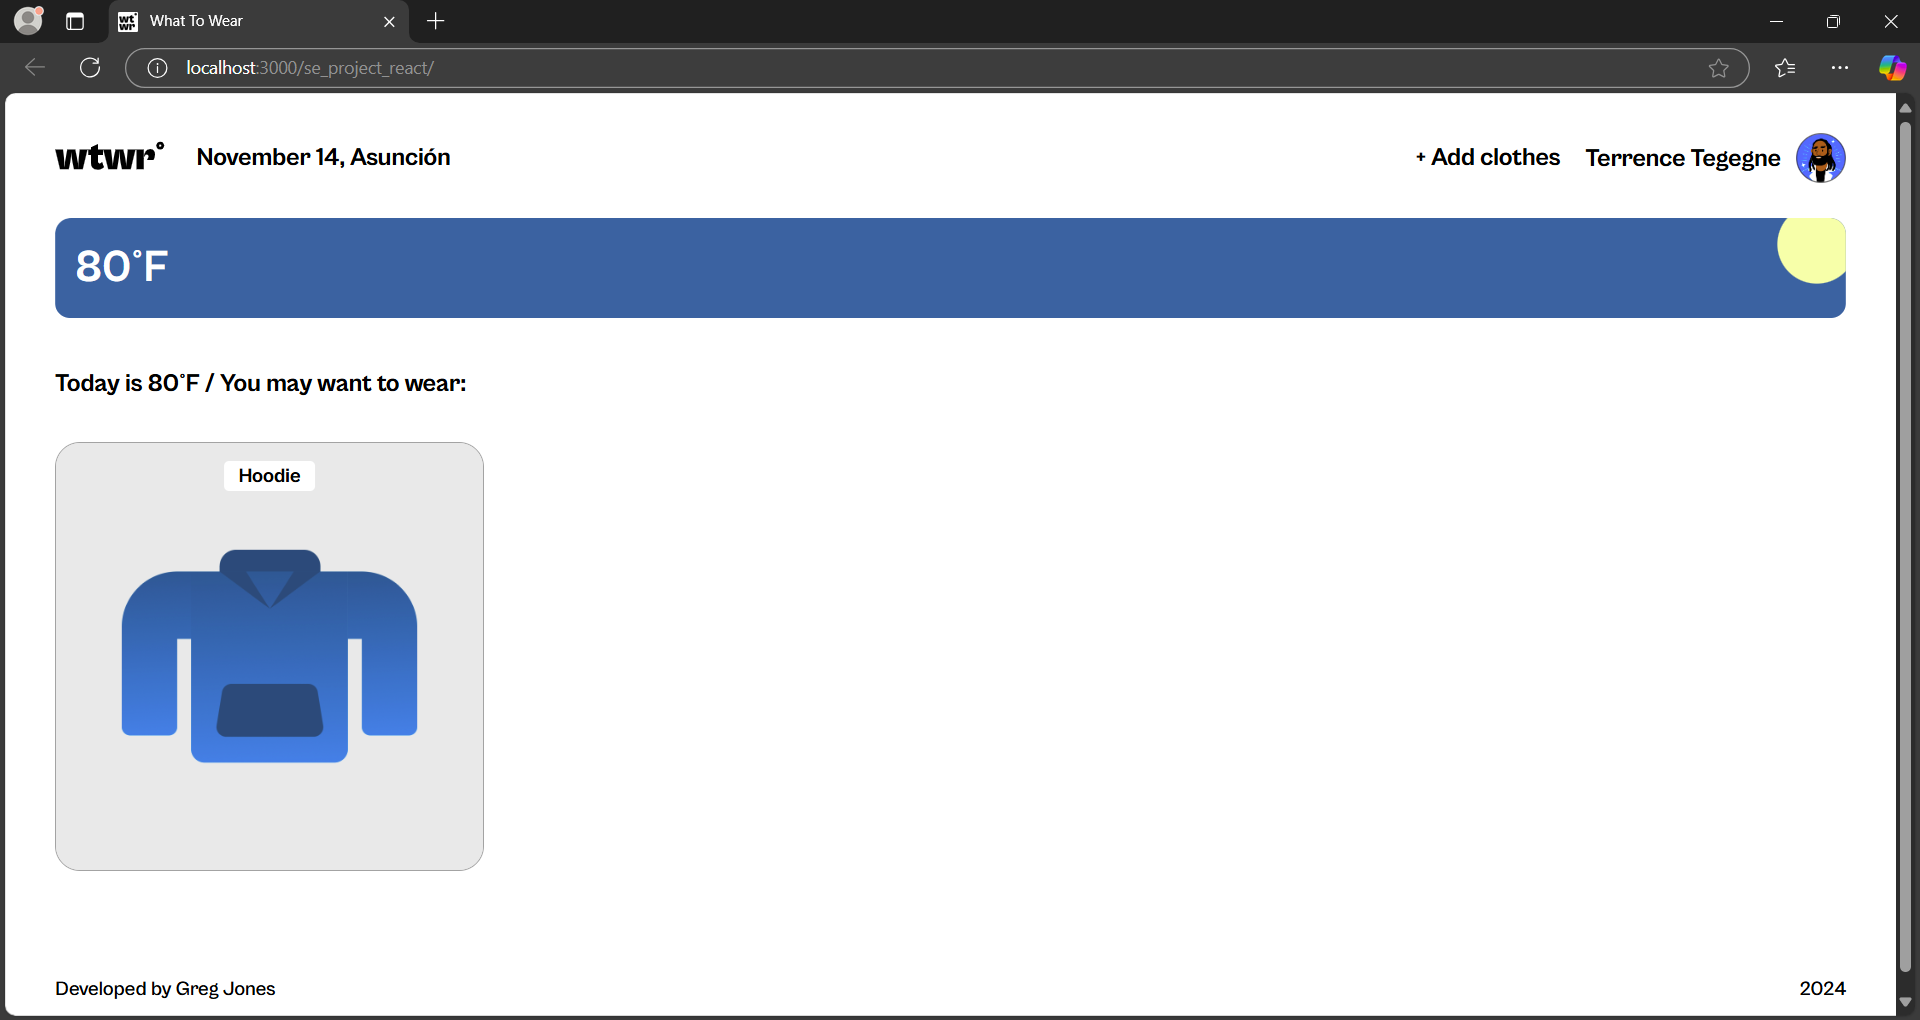 What To Wear
localhost:3000/se_project_react/
wtwr° November 14, Asunción
+ Add clothes Terrence Tegegne
80°F
Today is 80°F / You may want to wear:
Hoodie
Developed by Greg Jones
2024